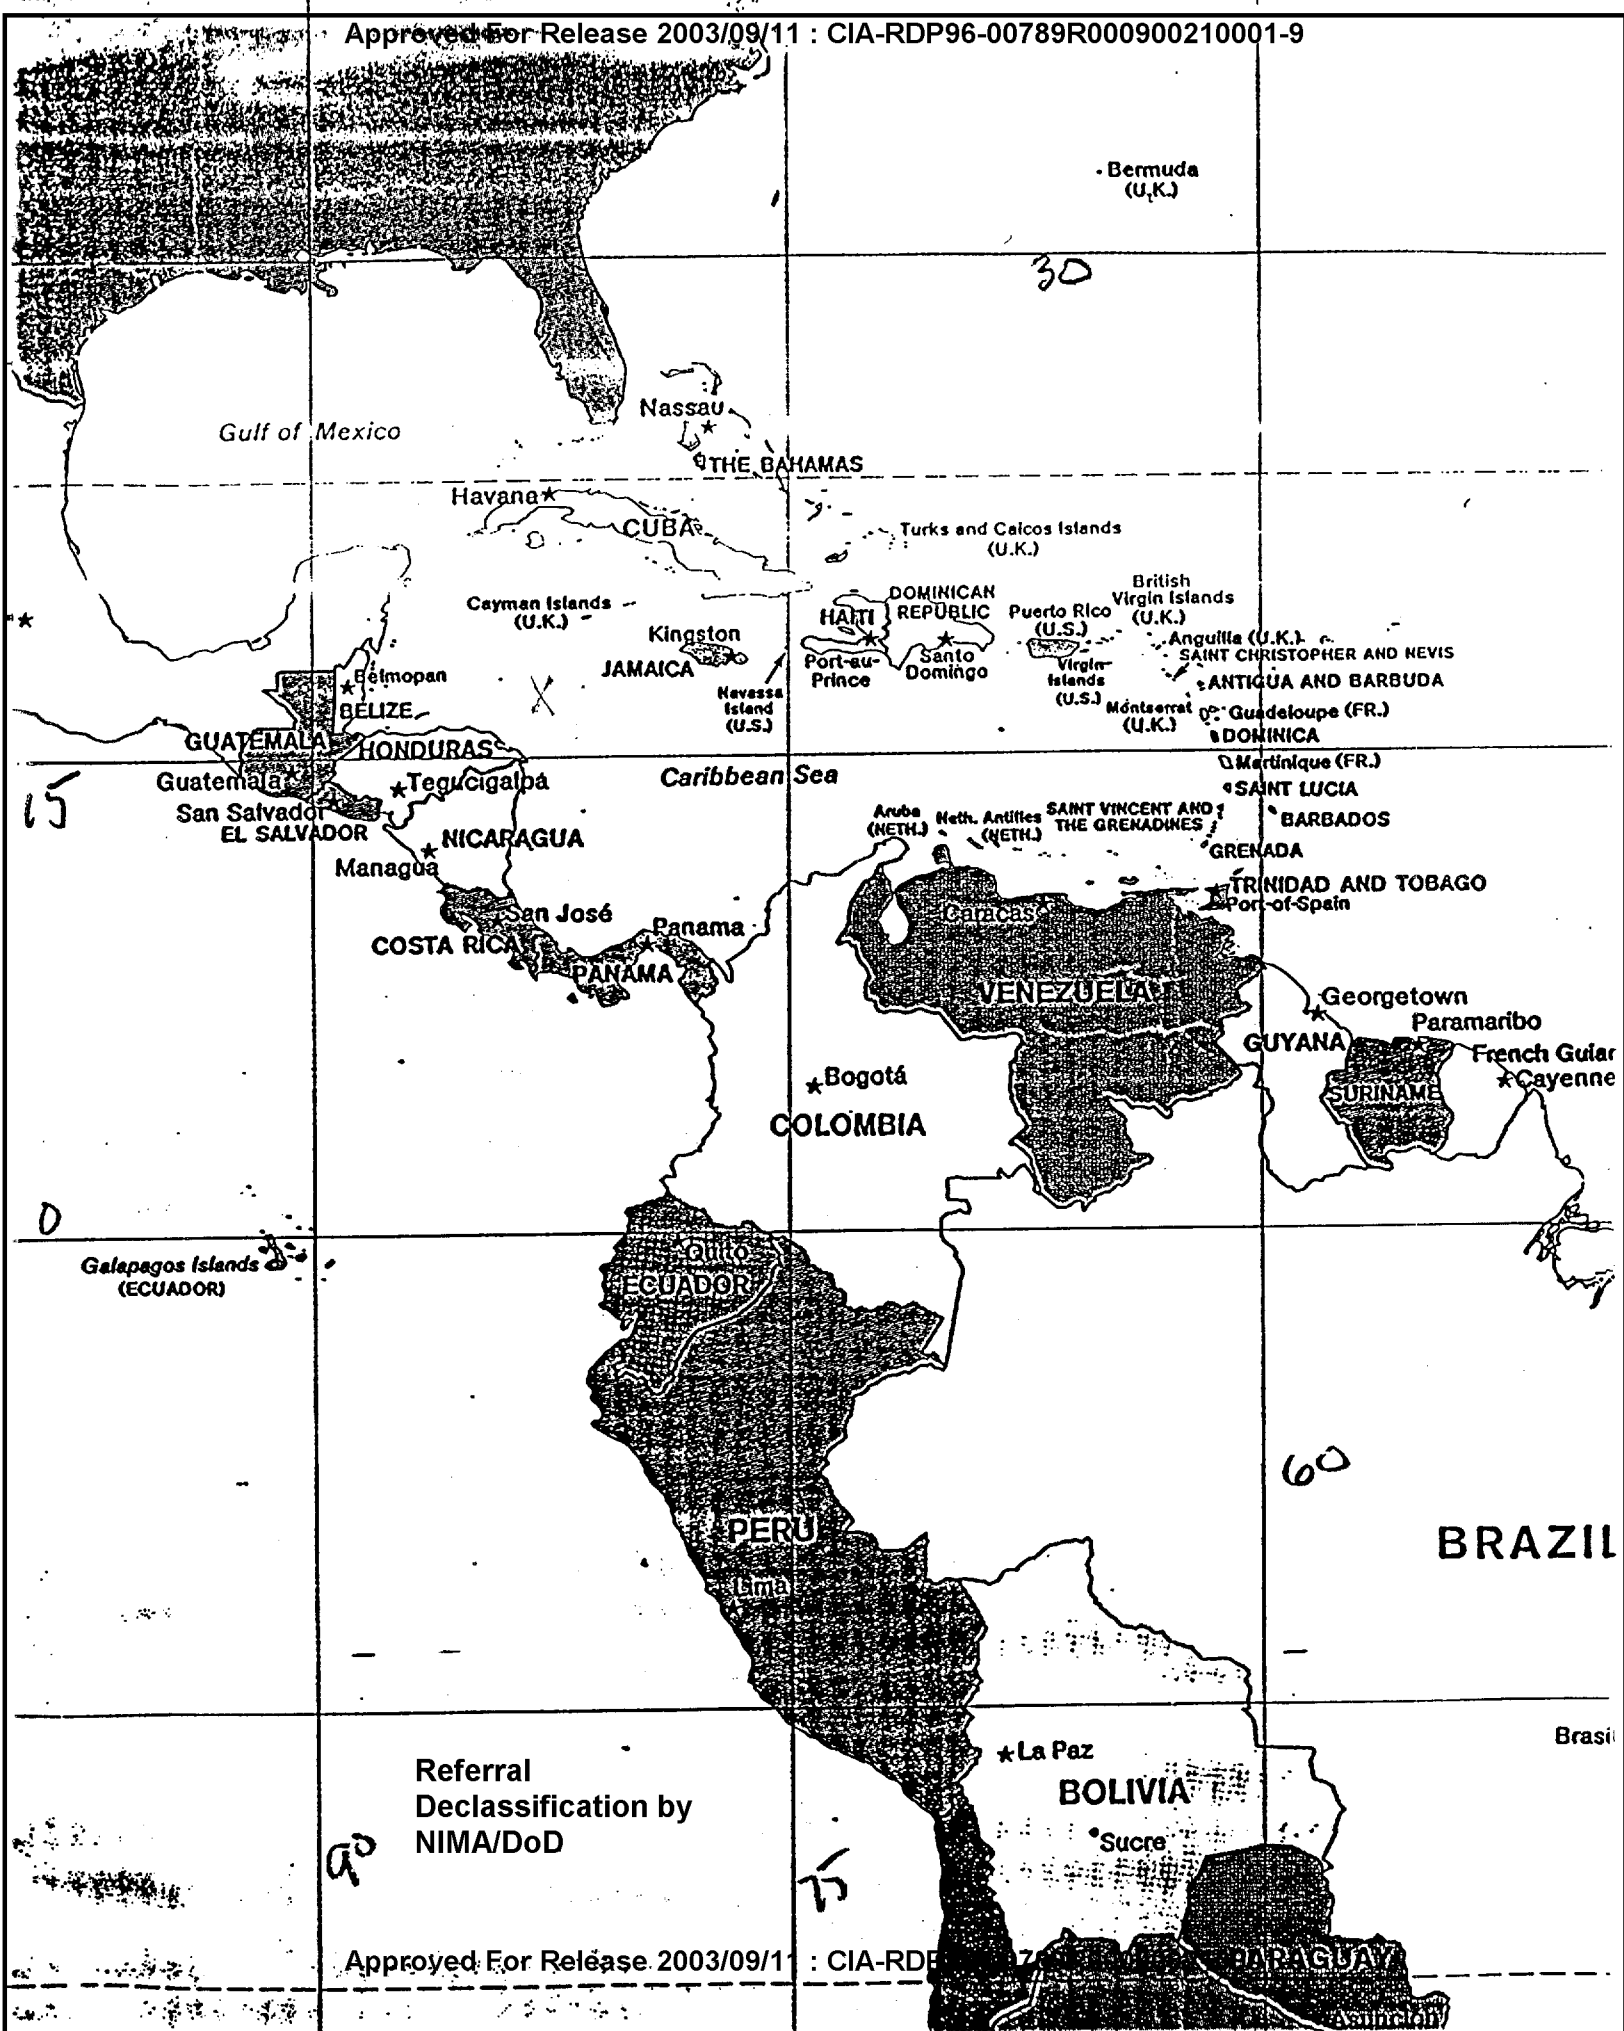 Approved For Release 2003/09/11 : CIA-RDP96-00789R000900210001-9
Bermuda
(U.K.)
30
Nassau
Gulf of Mexico
THE BAHAMAS
Havana
CUBA
Turks and Caicos Islands
(U.K.)
Cayman Islands
(U.K.)
HAITI
DOMINICAN
REPUBLIC
Puerto Rico
(U.S.)
British
Virgin Islands
(U.K.)
Kingston
JAMAICA
Port-au-
Prince
Santo
Domingo
Virgin
Islands
(U.S.)
Anguilla (U.K.)
SAINT CHRISTOPHER AND NEVIS
Navassa
Island
(U.S.)
ANTIGUA AND BARBUDA
Montserrat
(U.K.)
Guadeloupe (FR.)
DOMINICA
Belmopan
BELIZE
X
GUATEMALA
HONDURAS
Guatemala
Tegucigalpa
Caribbean Sea
Martinique (FR.)
15
San Salvador
EL SALVADOR
SAINT LUCIA
Aruba
(NETH.)
Neth. Antilles
(NETH.)
SAINT VINCENT AND
THE GRENADINES
BARBADOS
NICARAGUA
Managua
GRENADA
TRINIDAD AND TOBAGO
Port-of-Spain
San José
COSTA RICA
Panama
PANAMA
Caracas
VENEZUELA
Georgetown
Paramaribo
GUYANA
French Guian
Cayenne
SURINAME
Bogotá
COLOMBIA
0
Galapagos Islands
(ECUADOR)
Quito
ECUADOR
60
PERU
Lima
BRAZIL
Brasil
La Paz
BOLIVIA
Sucre
Referral
Declassification by
NIMA/DoD
90
75
Approved For Release 2003/09/11 : CIA-RDP
PARAGUAY
Asunción